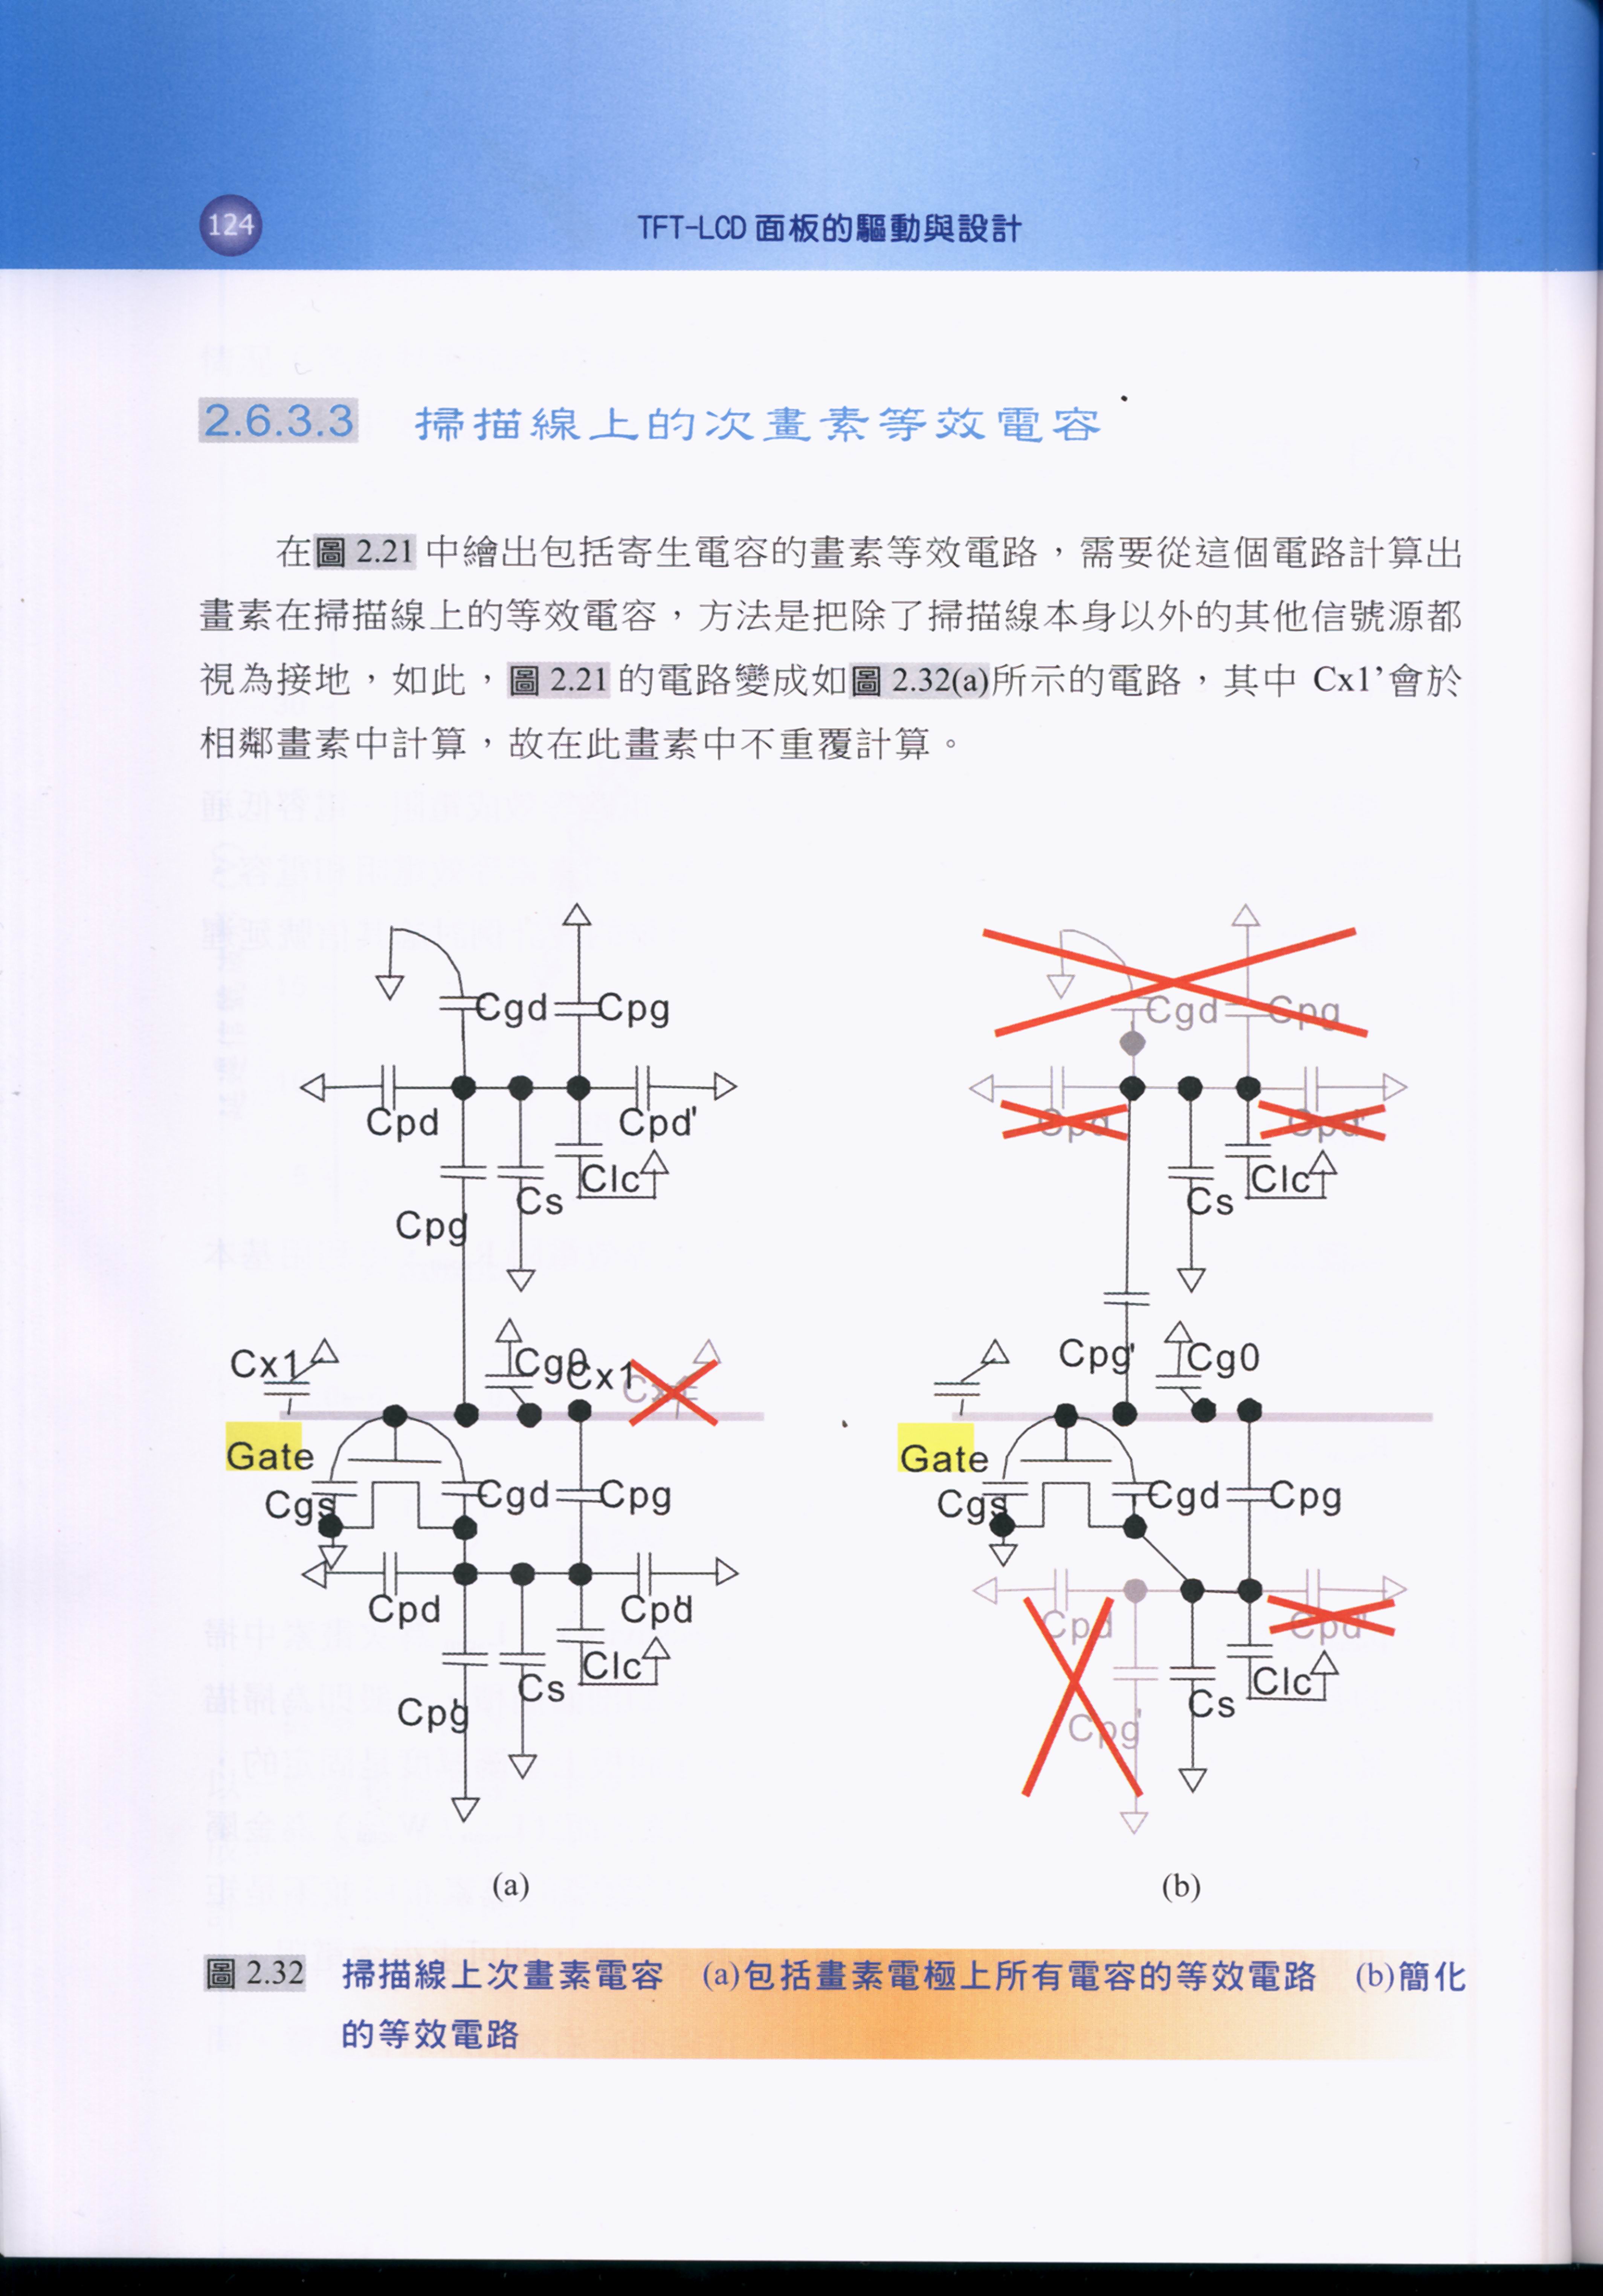 124
TFT-LCD 面板的驅動與設計
2.6.3.3 掃描線上的次畫素等效電容
在圖 2.21 中繪出包括寄生電容的畫素等效電路，需要從這個電路計算出
畫素在掃描線上的等效電容，方法是把除了掃描線本身以外的其他信號源都
視為接地，如此，圖 2.21 的電路變成如圖 2.32(a)所示的電路，其中 Cx1’會於
相鄰畫素中計算，故在此畫素中不重覆計算。
Cgd Cpg
Cpd Cpd'
Clc
Cs
Cpg'
Cx1 Cg0 Cx1
Gate
Cgs Cgd Cpg
Cpd Cpd'
Clc
Cs
Cpg'
(a)
Cgd Cpg
Cpd Cpd'
Clc
Cs
Cpg' Cg0
Gate
Cgs Cgd Cpg
Cpd Cpd'
Clc
Cs
Cpg'
(b)
圖 2.32 掃描線上次畫素電容 (a)包括畫素電極上所有電容的等效電路 (b)簡化
的等效電路